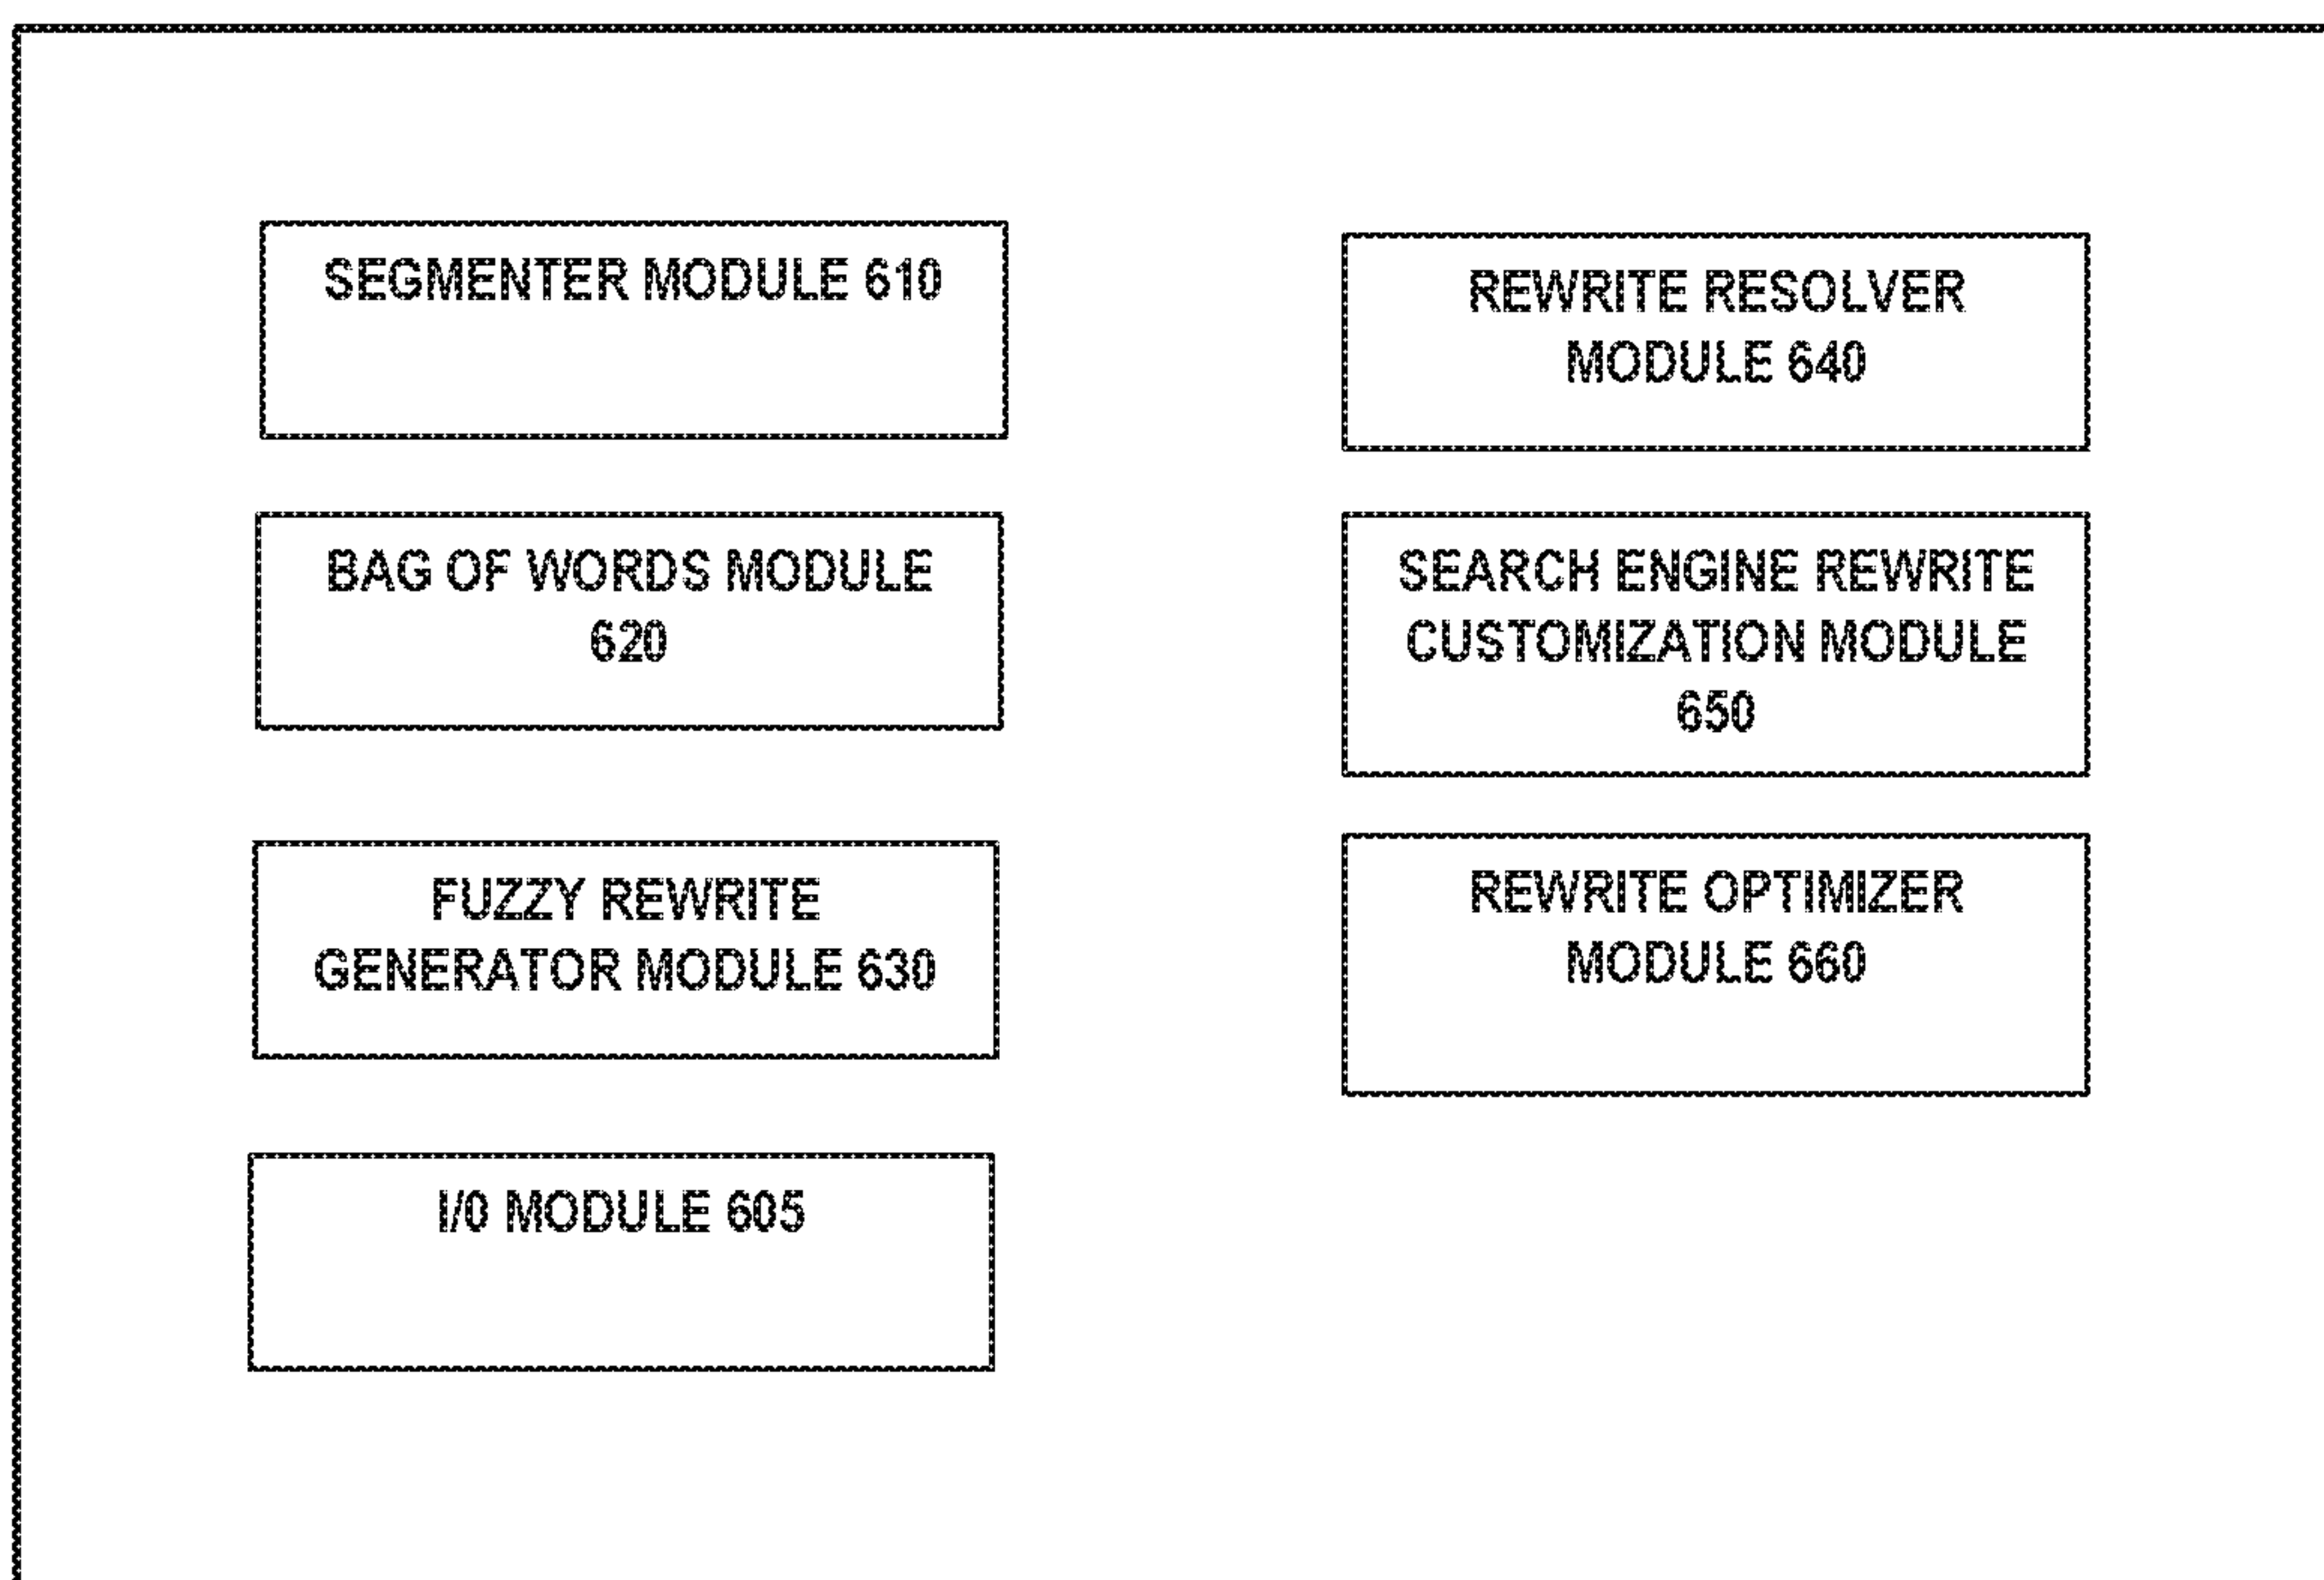 SEGMENTER MODULE 610
BAG OF WORDS MODULE
620
FUZZY REWRITE
GENERATOR MODULE 630
I/0 MODULE 605
REWRITE RESOLVER
MODULE 640
SEARCH ENGINE REWRITE
CUSTOMIZATION MODULE
650
REWRITE OPTIMIZER
MODULE 660